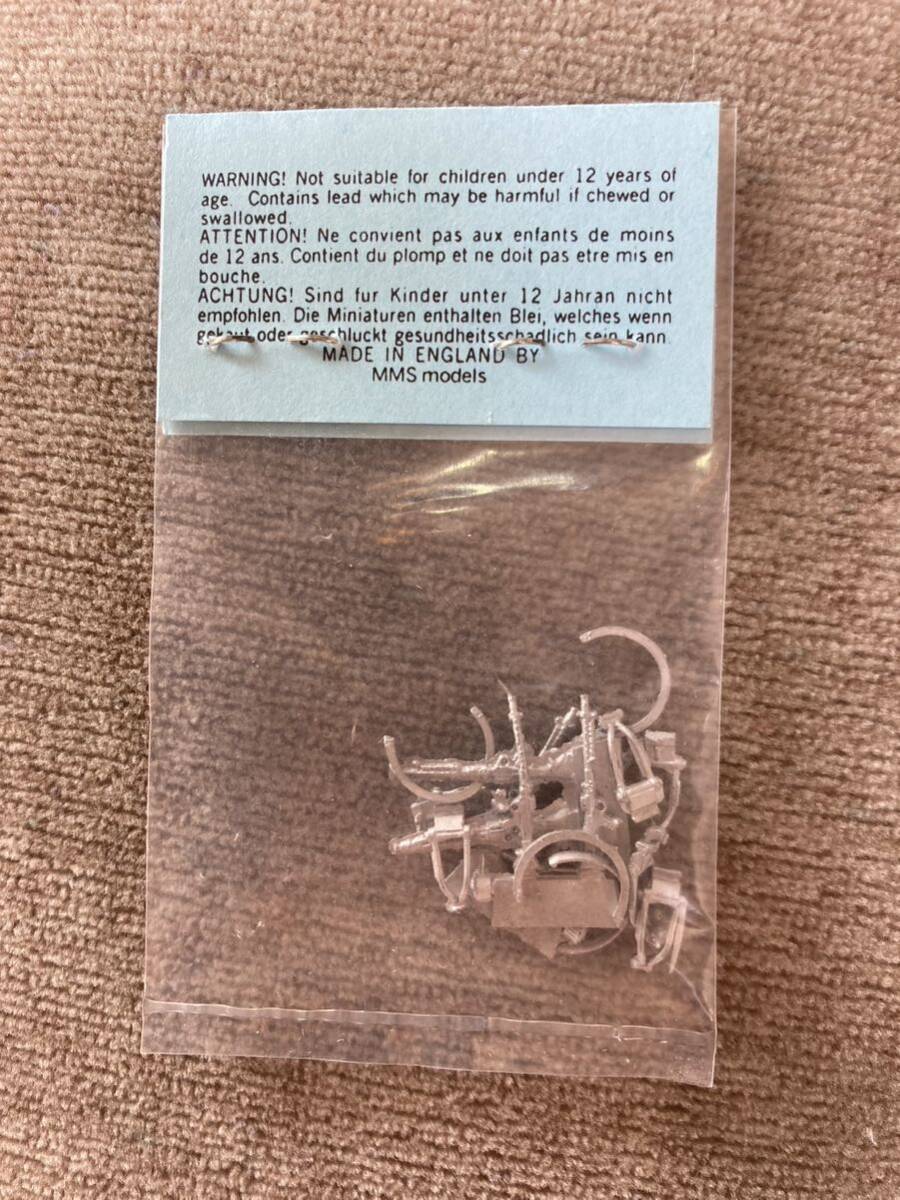 WARNING! Not suitable for children under 12 years of
age. Contains lead which may be harmful if chewed or
swallowed.
ATTENTION! Ne convient pas aux enfants de moins
de 12 ans. Contient du plomp et ne doit pas etre mis en
bouche.
ACHTUNG! Sind fur Kinder unter 12 Jahran nicht
empfohlen. Die Miniaturen enthalten Blei, welches wenn
gekaut oder geschluckt gesundheitsschadlich sein kann.
MADE IN ENGLAND BY
MMS models